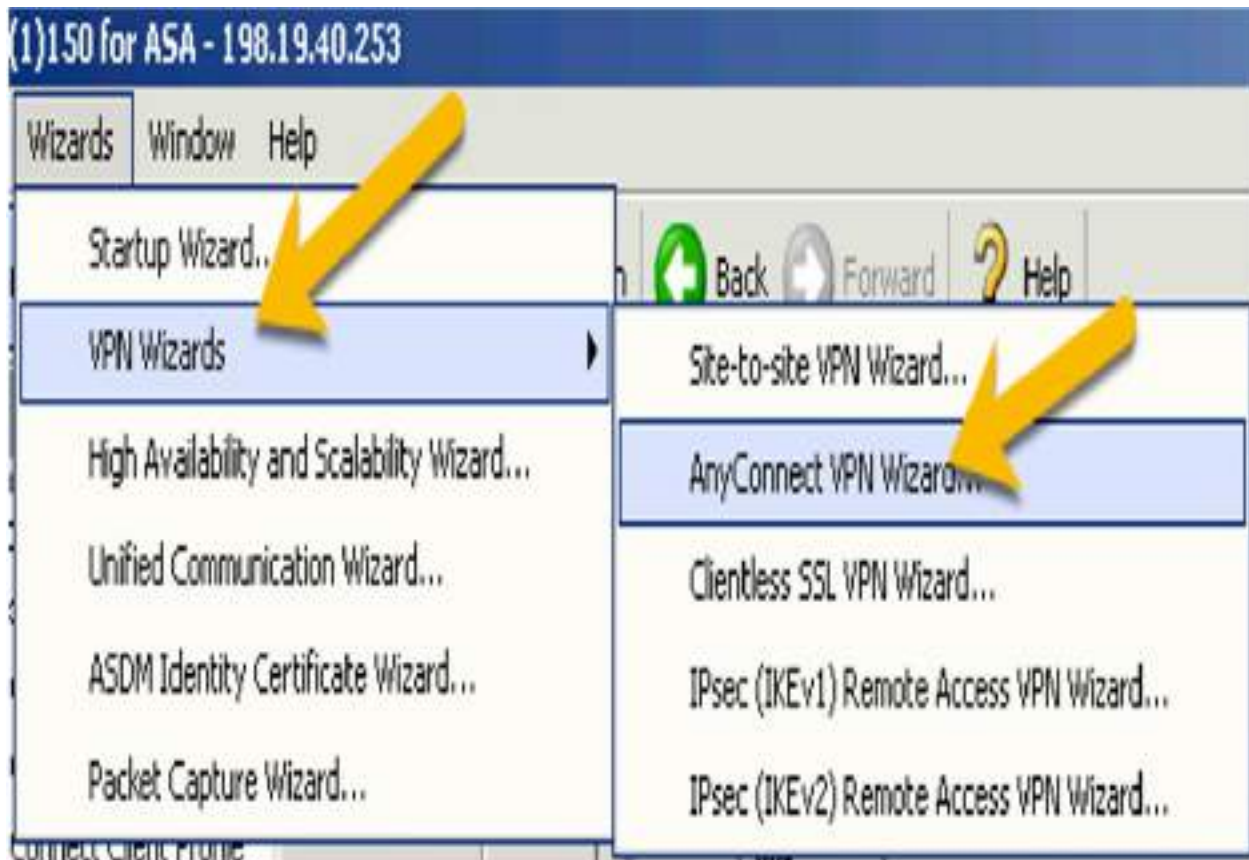 (1)150 for ASA - 198.19.40.253
Wizards Window Help
Startup Wizard..
Back Forward Help
VPN Wizards
Site-to-site VPN Wizard...
High Availability and Scalability Wizard...
AnyConnect VPN Wizard...
Unified Communication Wizard...
Clientless SSL VPN Wizard...
ASDM Identity Certificate Wizard...
IPsec (IKEv1) Remote Access VPN Wizard...
Packet Capture Wizard...
IPsec (IKEv2) Remote Access VPN Wizard...
Connect Client Profile